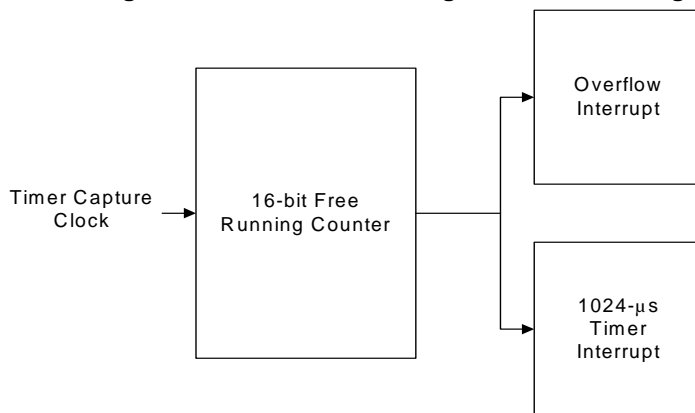 Timer Capture
Clock
16-bit Free
Running Counter
Overflow
Interrupt
1024-μs
Timer
Interrupt